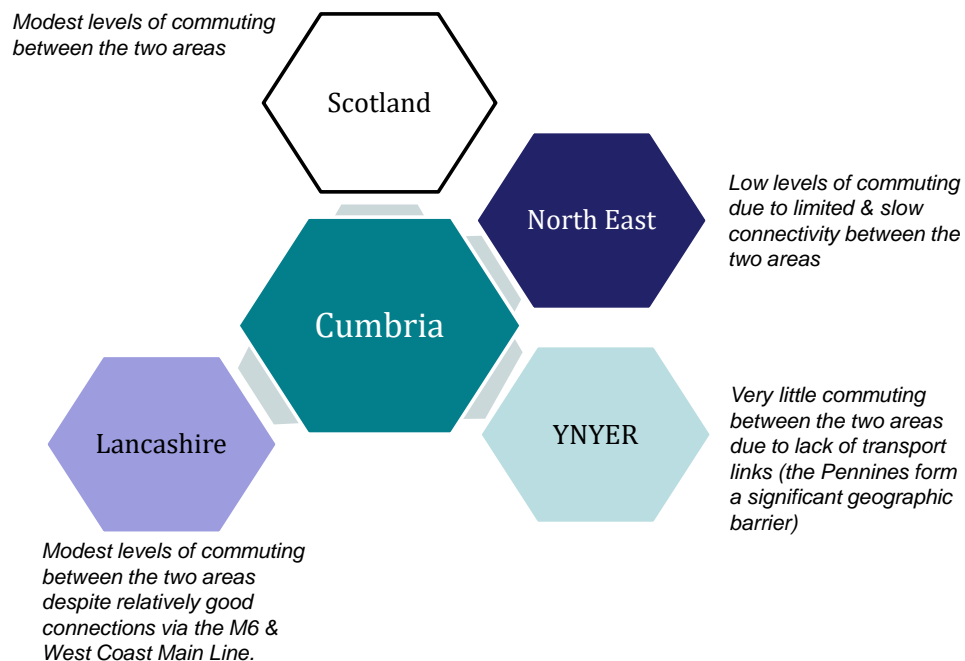 Modest levels of commuting
between the two areas
Scotland
North East
Low levels of commuting
due to limited & slow
connectivity between the
two areas
Cumbria
Lancashire
YNYER
Very little commuting
between the two areas
due to lack of transport
links (the Pennines form
a significant geographic
barrier)
Modest levels of commuting
between the two areas
despite relatively good
connections via the M6 &
West Coast Main Line.